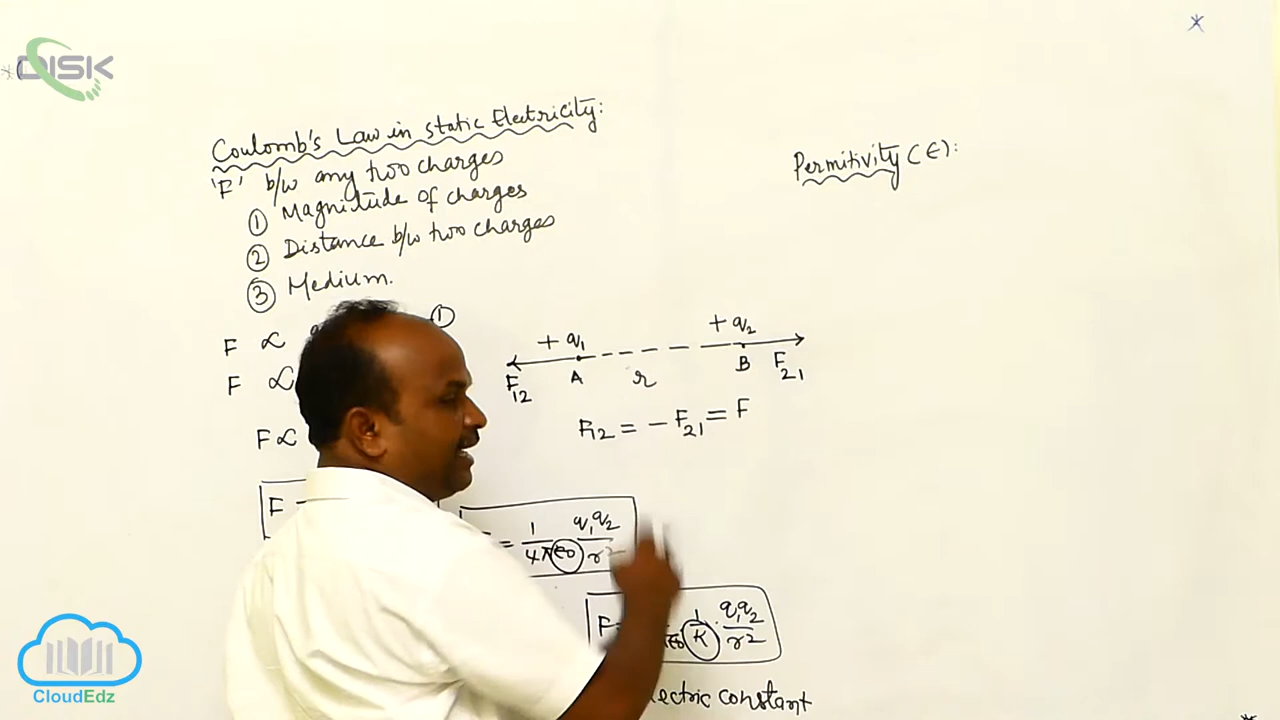 DISK
Coulomb's Law in static Electricity:
'F' b/w any two charges
① Magnitude of charges
② Distance b/w two charges
③ Medium.
F ∝ ①
F ∝
F ∝
F =
+q₁ +q₂
F₁₂ A r B F₂₁
F₁₂ = − F₂₁ = F
= 1/4πϵ₀ q₁q₂/r²
F = 1/K · q₁q₂/r²
constant
Permitivity (∈):
CloudEdz